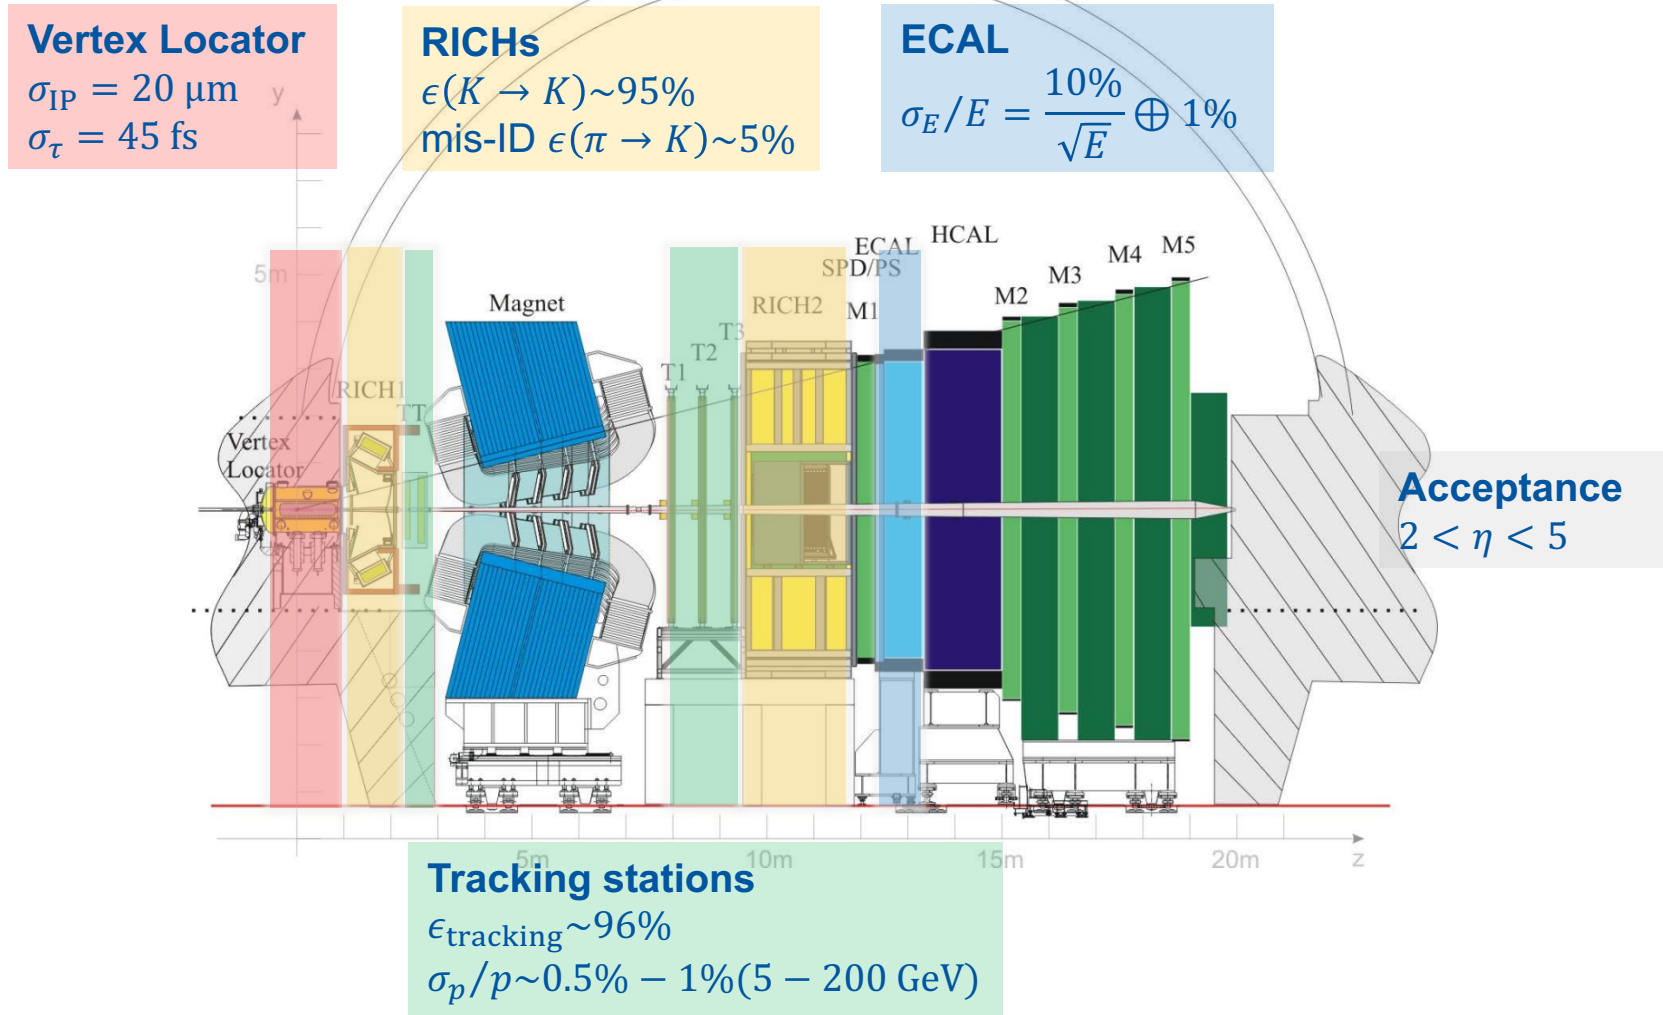 Vertex Locator
σ_IP = 20 μm
σ_τ = 45 fs
RICHs
ϵ(K → K)~95%
mis-ID ϵ(π → K)~5%
ECAL
σ_E/E = 10%/√E ⊕ 1%
y
5m
Magnet
ECAL
HCAL
SPD/PS
M1
M2
M3
M4
M5
RICH2
T3
T2
T1
RICH1
TT
Vertex
Locator
Acceptance
2 < η < 5
5m
10m
15m
20m
z
Tracking stations
ϵ_tracking~96%
σ_p/p~0.5% − 1%(5 − 200 GeV)